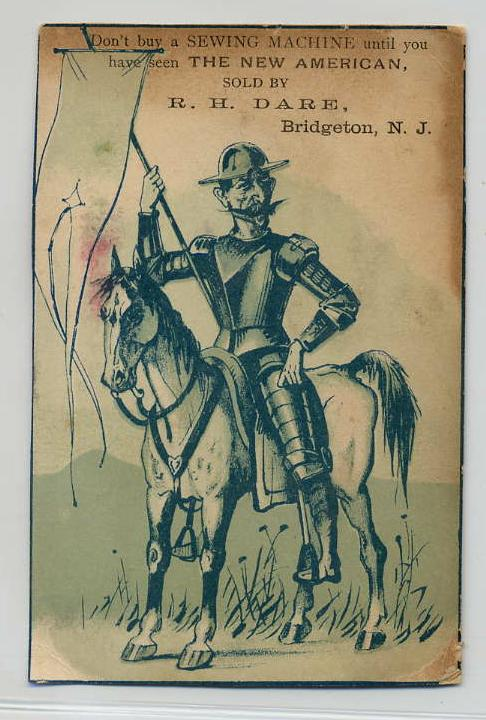 Don't buy a SEWING MACHINE until you
have seen THE NEW AMERICAN,
SOLD BY
R. H. DARE,
Bridgeton, N. J.